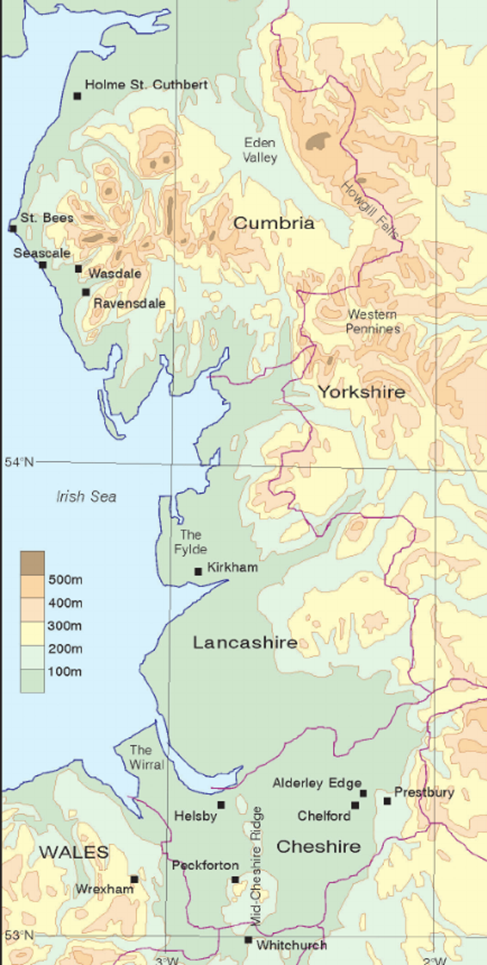 Holme St. Cuthbert
Eden
Valley
Howgill Fells
St. Bees
Cumbria
Seascale
Wasdale
Ravensdale
Western
Pennines
Yorkshire
54°N
Irish Sea
The
Fylde
Kirkham
500m
400m
300m
200m
100m
Lancashire
The
Wirral
Alderley Edge
Prestbury
Helsby
Chelford
Mid-Cheshire Ridge
Cheshire
WALES
Peckforton
Wrexham
53°N
Whitchurch
3°W
2°W